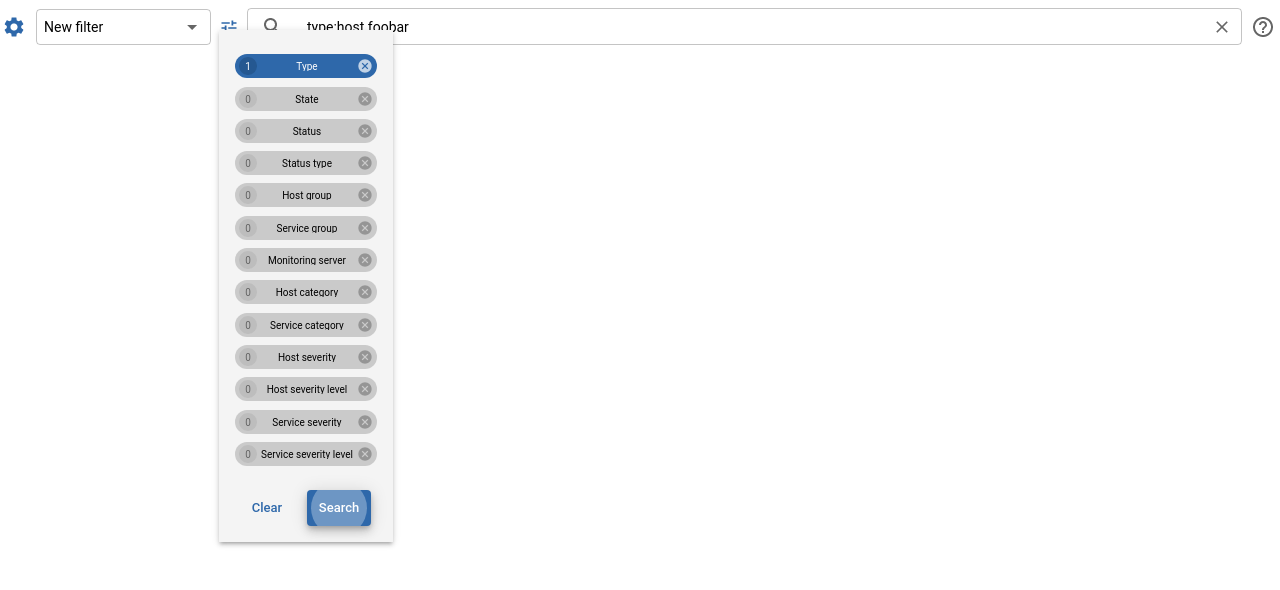 New filter
type:host foobar
1 Type
0 State
0 Status
0 Status type
0 Host group
0 Service group
0 Monitoring server
0 Host category
0 Service category
0 Host severity
0 Host severity level
0 Service severity
0 Service severity level
Clear Search